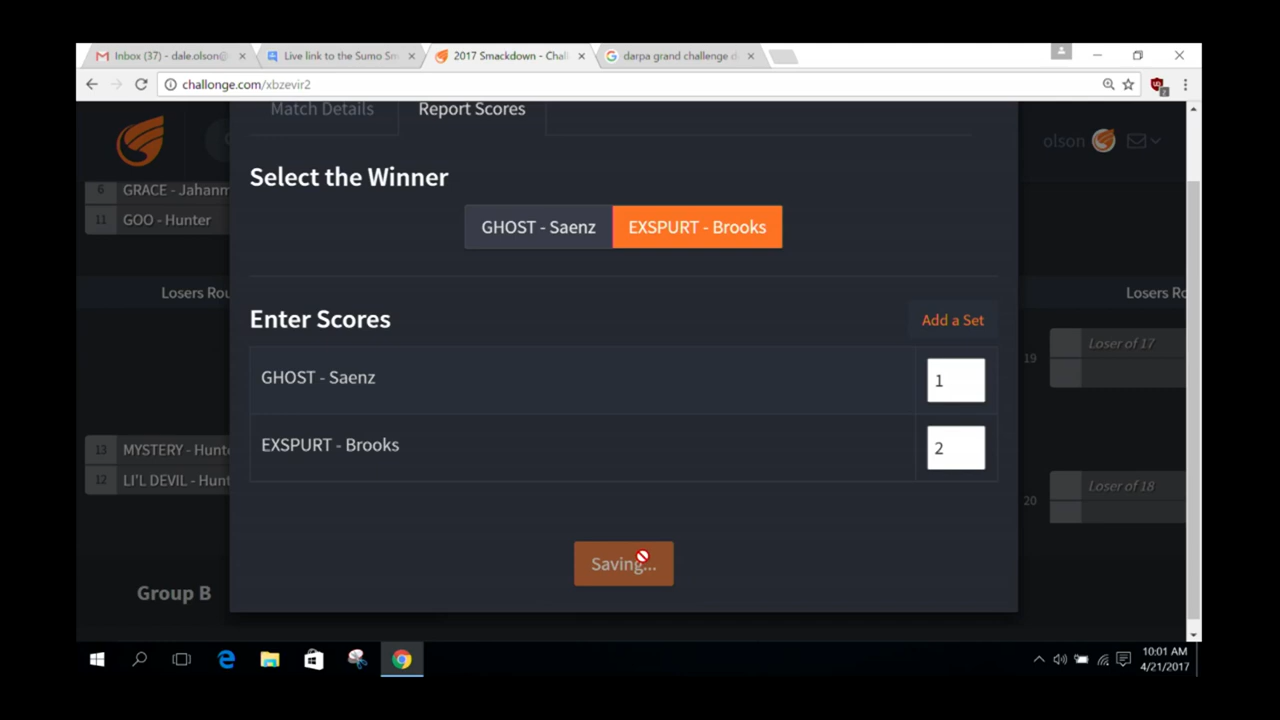 Inbox (37) - dale.olson@
Live link to the Sumo Sm
2017 Smackdown - Chall
darpa grand challenge d
challonge.com/xbzevir2
Match Details
Report Scores
olson
Select the Winner
6 GRACE - Jahanm
11 GOO - Hunter
GHOST - Saenz
EXSPURT - Brooks
Losers Rou
Losers Ro
Enter Scores
Add a Set
19
Loser of 17
GHOST - Saenz
1
EXSPURT - Brooks
2
13 MYSTERY - Hunt
12 LI'L DEVIL - Hunt
20
Loser of 18
Saving...
Group B
10:01 AM
4/21/2017